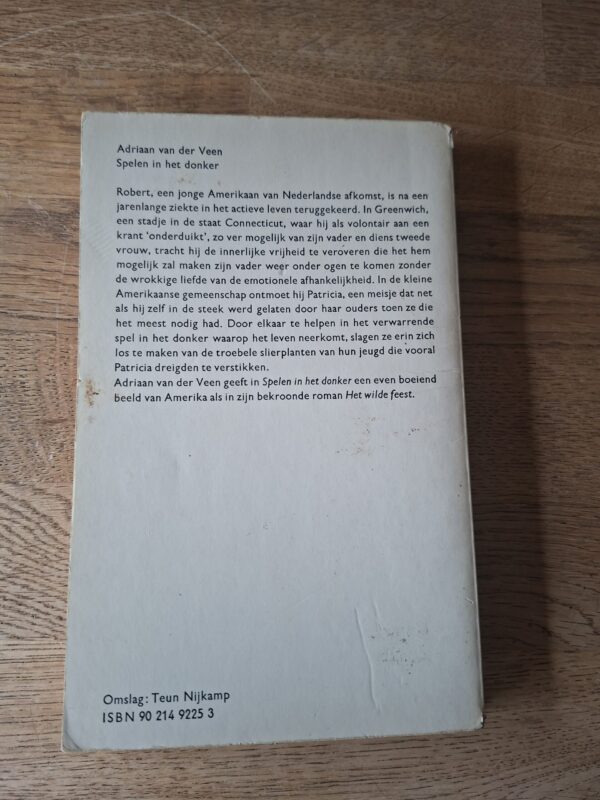 Adriaan van der Veen
Spelen in het donker
Robert, een jonge Amerikaan van Nederlandse afkomst, is na een
jarenlange ziekte in het actieve leven teruggekeerd. In Greenwich,
een stadje in de staat Connecticut, waar hij als volontair aan een
krant ‘onderduikt’, zo ver mogelijk van zijn vader en diens tweede
vrouw, tracht hij de innerlijke vrijheid te veroveren die het hem
mogelijk zal maken zijn vader weer onder ogen te komen zonder
de wrokkige liefde van de emotionele afhankelijkheid. In de kleine
Amerikaanse gemeenschap ontmoet hij Patricia, een meisje dat net
als hij zelf in de steek werd gelaten door haar ouders toen ze die
het meest nodig had. Door elkaar te helpen in het verwarrende
spel in het donker waarop het leven neerkomt, slagen ze erin zich
los te maken van de troebele slierplanten van hun jeugd die vooral
Patricia dreigden te verstikken.
Adriaan van der Veen geeft in Spelen in het donker een even boeiend
beeld van Amerika als in zijn bekroonde roman Het wilde feest.
Omslag: Teun Nijkamp
ISBN 90 214 9225 3